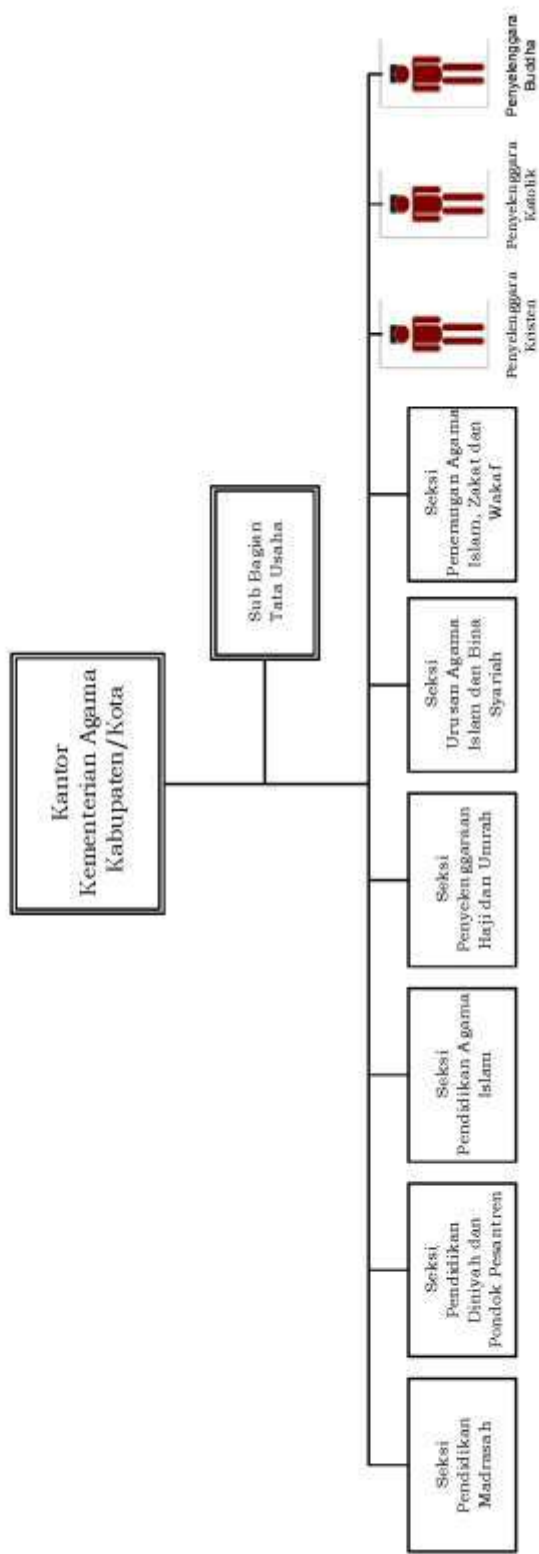 Kantor
Kementerian Agama
Kabupaten/Kota
Sub Bagian
Tata Usaha
Seksi
Pendidikan
Madrasah
Seksi
Pendidikan
Diniyah dan
Pondok Pesantren
Seksi
Pendidikan Agama
Islam
Seksi
Penyelenggaraan
Haji dan Umrah
Seksi
Urusan Agama
Islam dan Bina
Syariah
Seksi
Penerangan Agama
Islam, Zakat dan
Wakaf
Penyelenggara
Kristen
Penyelenggara
Katolik
Penyelenggara
Buddha